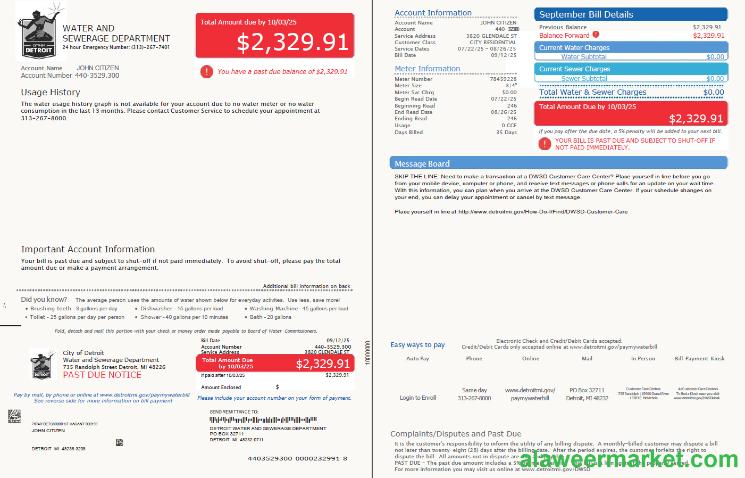 DETROIT
WATER AND
SEWERAGE DEPARTMENT
24 hour Emergency Number: (313)-267-7401
Total Amount due by 10/03/25
$2,329.91
Account Name JOHN CITIZEN
Account Number 440-3529.300
! You have a past due balance of $2,329.91
Usage History
The water usage history graph is not available for your account due to no water meter or no water
consumption in the last 13 months. Please contact Customer Service to schedule your appointment at
313-267-8000.
Important Account Information
Your bill is past due and subject to shut-off if not paid immediately. To avoid shut-off, please pay the total
amount due or make a payment arrangement.
Additional bill information on back
Did you know? The average person uses the amounts of water shown below for everyday activites. Use less, save more!
• Brushing teeth - 8 gallons per day • Dishwasher - 16 gallons per load • Washing Machine - 45 gallons per load
• Toilet - 25 gallons per day per person • Shower - 40 gallons per 10 minutes • Bath - 20 gallons
Fold, detach and mail this portion with your check or money order made payable to Board of Water Commissioners.
City of Detroit
Water and Sewerage Department
735 Randolph Street Detroit, MI 48226
PAST DUE NOTICE
Bill Date 09/12/25
Account Number 440-3529.300
Service Address 3820 GLENDALE ST
Total Amount Due
by 10/03/25 $2,329.91
If paid after 10/03/25 $2,329.91
Amount Enclosed $
Pay by mail, by phone or online at www.detroitmi.gov/paymywaterbill
See reverse side for more information on bill payment
Please include your account number on your form of payment.
JOHN CITIZEN
DETROIT MI 48238-3208
SEND REMITTANCE TO:
DETROIT WATER AND SEWERAGE DEPARTMENT
PO BOX 32711
DETROIT MI 48232-0711
4403529300 0000232991 8
Account Information
Account Name JOHN CITIZEN
Account 440
Service Address 3820 GLENDALE ST
Customer Class CITY RESIDENTIAL
Service Dates 07/22/25 - 08/26/25
Bill Date 09/12/25
Meter Information
Meter Number 78459228
Meter Size
Meter Svc Chrg $0.00
Begin Read Date 07/22/25
Beginning Read 246
End Read Date 08/26/25
Ending Read 246
Usage 0 CCF
Days Billed 35 Days
September Bill Details
Previous Balance $2,329.91
Balance Forward ! $2,329.91
Current Water Charges
Water Subtotal $0.00
Current Sewer Charges
Sewer Subtotal $0.00
Total Water & Sewer Charges $0.00
Total Amount Due by 10/03/25
$2,329.91
If you pay after the due date, a 5% penalty will be added to your next bill.
! YOUR BILL IS PAST DUE AND SUBJECT TO SHUT-OFF IF
NOT PAID IMMEDIATELY.
Message Board
SKIP THE LINE: Need to make a transaction at a DWSD Customer Care Center? Place yourself in line before you go
from your mobile device, computer or phone, and receive text messages or phone calls for an update on your wait time.
With this information, you can plan when you arrive at the DWSD Customer Care Center. If your schedule changes
on your end, you can delay your appointment or cancel by text message.
Place yourself in line at http://www.detroitmi.gov/How-Do-I/Find/DWSD-Customer-Care
Easy ways to pay
Electronic Check and Credit/Debit Cards accepted.
Credit/Debit Cards only accepted online at www.detroitmi.gov/paymywaterbill
Auto Pay Phone Online Mail In Person Bill Payment Kiosk
Login to Enroll
Same day
313-267-8000
www.detroitmi.gov/
paymywaterbill
PO Box 32711
Detroit, MI 48232
Complaints/Disputes and Past Due
It is the customer's responsibility to inform the utility of any billing dispute. A monthly-billed customer may dispute a bill
not later than twenty-eight (28) days after the billing date. After the period expires, the customer forfeits the right to
dispute the bill. All amounts not in dispute are
PAST DUE - The past due amount includes a 5%
For more information you may visit us online at www.detroitmi.gov/DWSD
alaweermarket.com